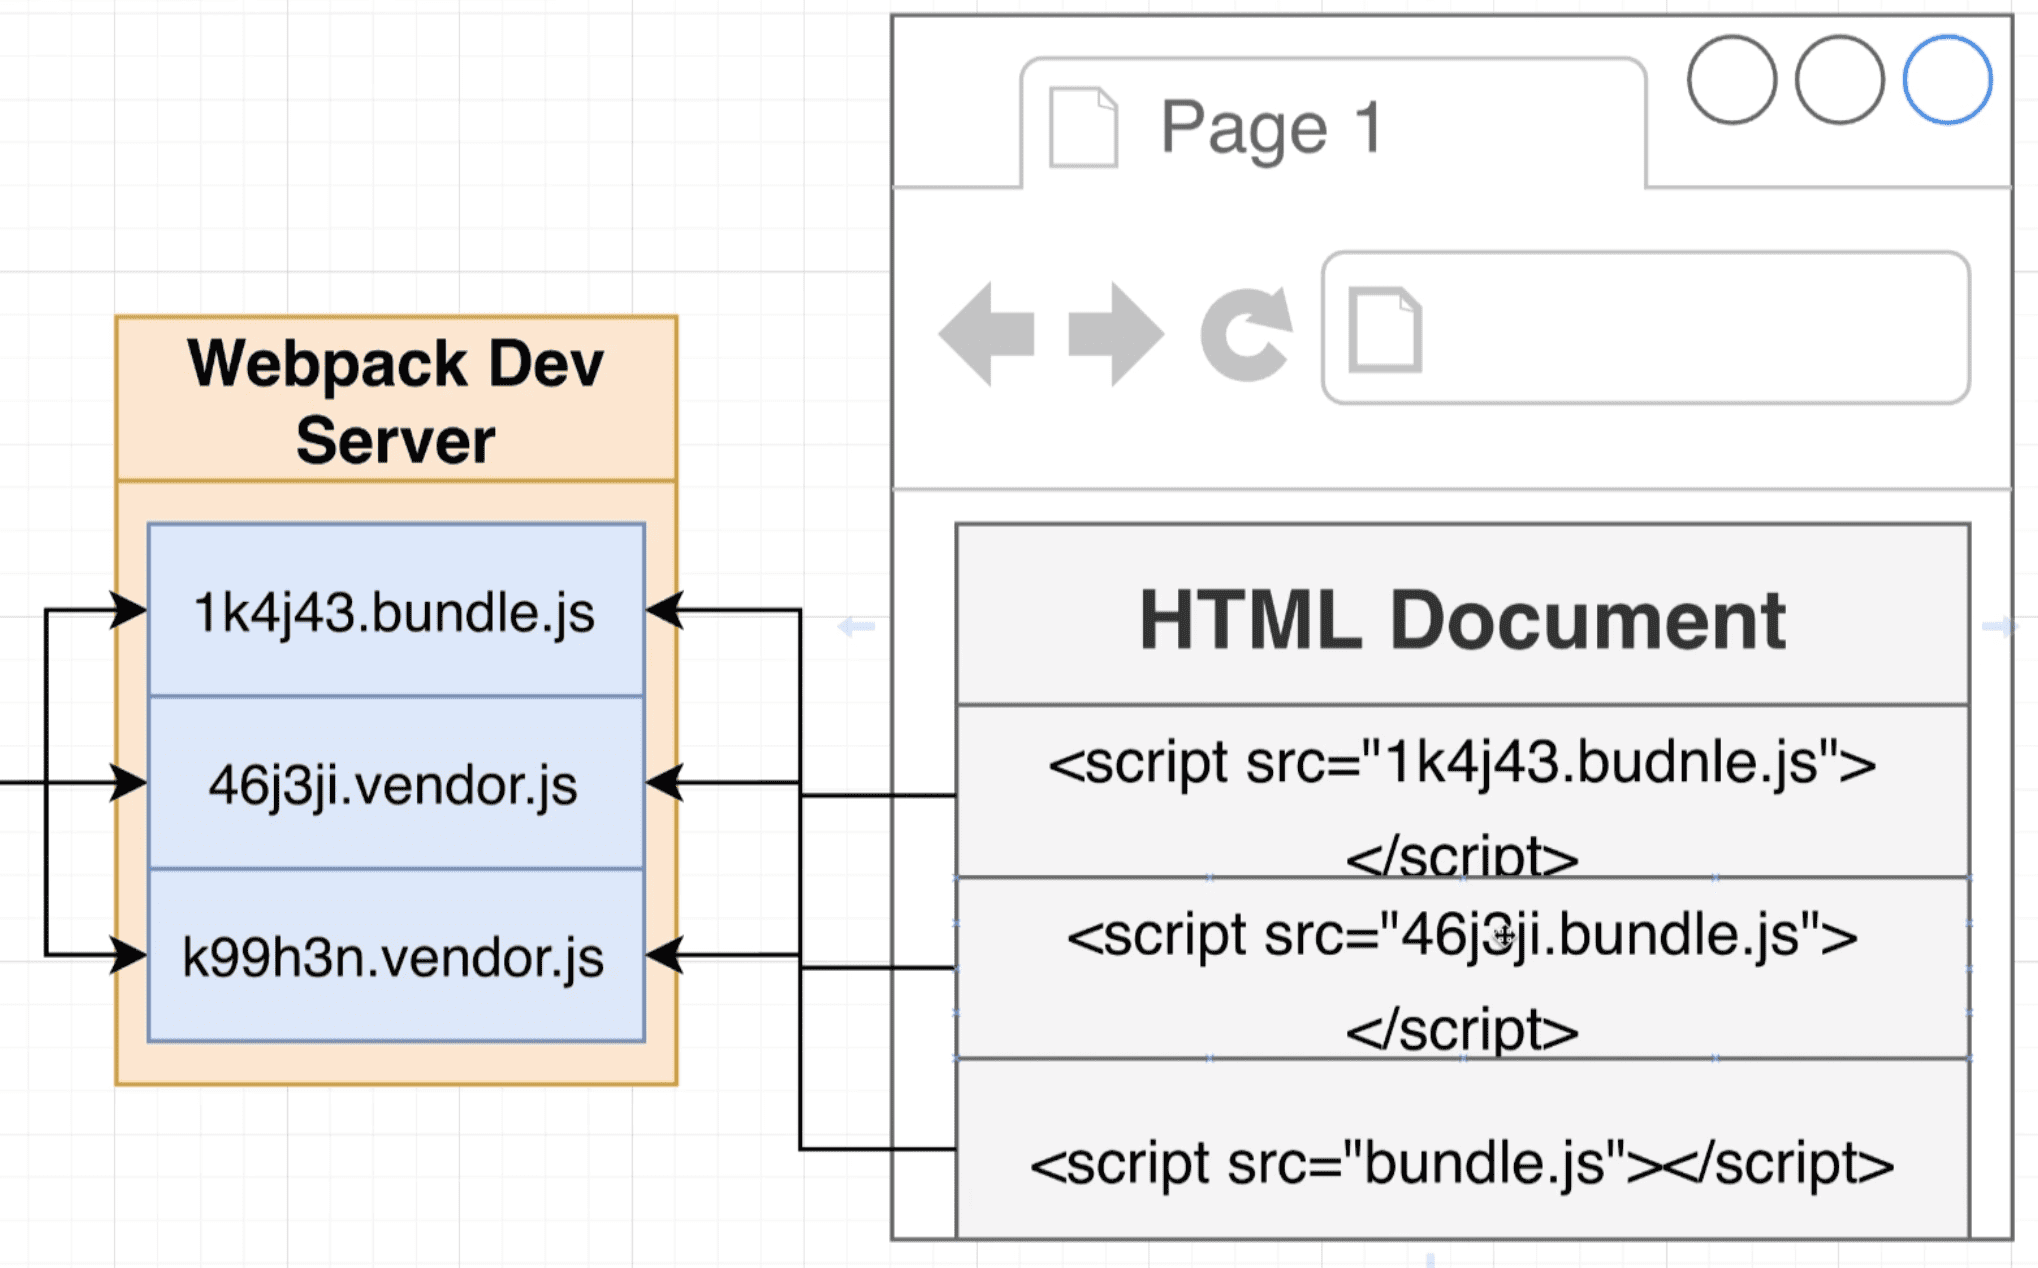 Page 1
Webpack Dev
Server
1k4j43.bundle.js
46j3ji.vendor.js
k99h3n.vendor.js
HTML Document
<script src="1k4j43.budnle.js">
</script>
<script src="46j3ji.bundle.js">
</script>
<script src="bundle.js"></script>